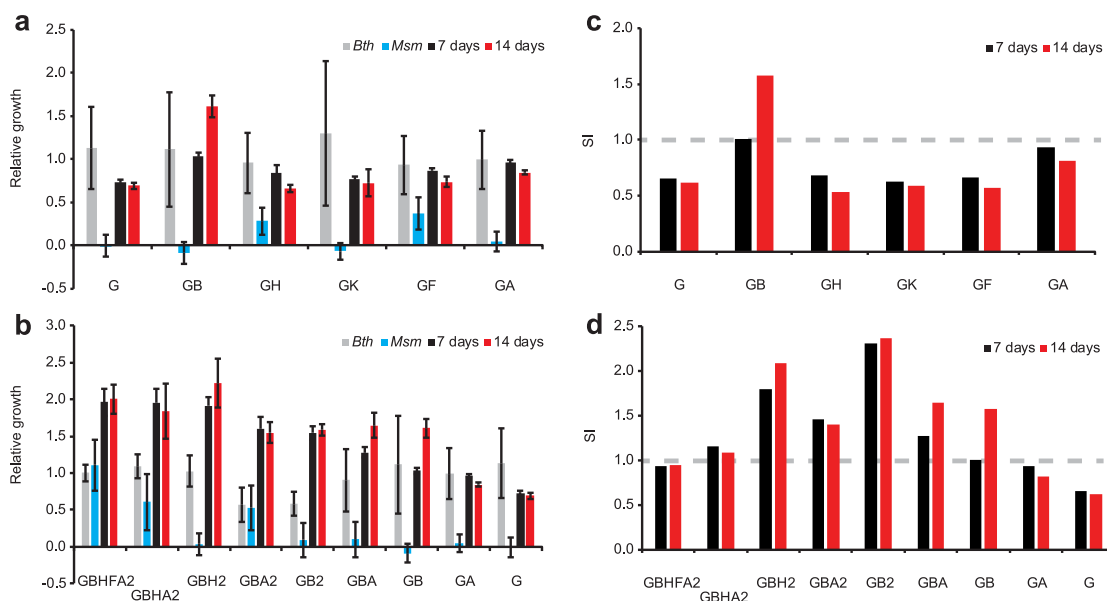 a
2.5
2.0
1.5
1.0
0.5
0.0
-0.5
Relative growth
Bth Msm 7 days 14 days
G GB GH GK GF GA
c
2.0
1.5
1.0
0.5
0.0
SI
7 days 14 days
G GB GH GK GF GA
b
3.0
2.5
2.0
1.5
1.0
0.5
0.0
-0.5
Relative growth
Bth Msm 7 days 14 days
GBHFA2 GBH2 GBA2 GB2 GBA GB GA G
GBHA2
d
2.5
2.0
1.5
1.0
0.5
0.0
SI
7 days 14 days
GBHFA2 GBH2 GBA2 GB2 GBA GB GA G
GBHA2